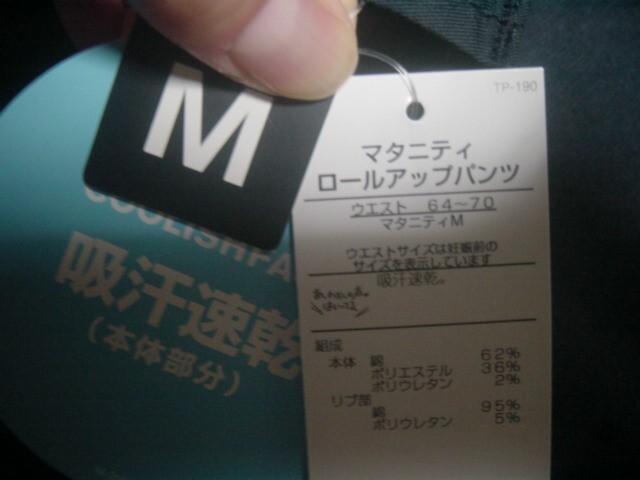 M
COOLISHFA
吸汗速乾
(本体部分)
TP-190
マタニティ
ロールアップパンツ
ウエスト 64～70
マタニティM
ウエストサイズは妊娠前の
サイズを表示しています
吸汗速乾。
組成
本体 綿 62%
ポリエステル 36%
ポリウレタン 2%
リブ部
綿 95%
ポリウレタン 5%